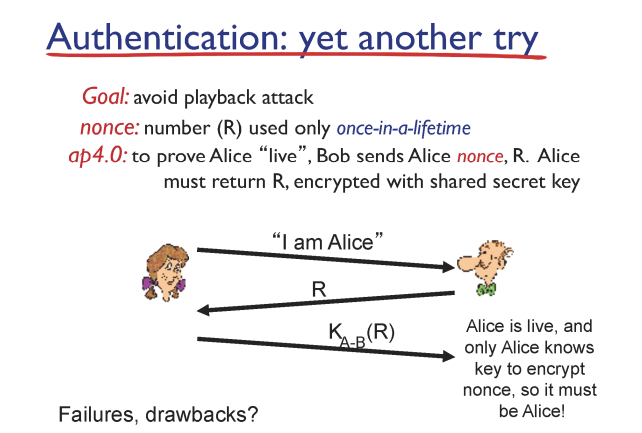 Authentication: yet another try
Goal: avoid playback attack
nonce: number (R) used only once-in-a-lifetime
ap4.0: to prove Alice “live”, Bob sends Alice nonce, R. Alice
must return R, encrypted with shared secret key
“I am Alice”
R
K_A-B(R)
Alice is live, and
only Alice knows
key to encrypt
nonce, so it must
be Alice!
Failures, drawbacks?